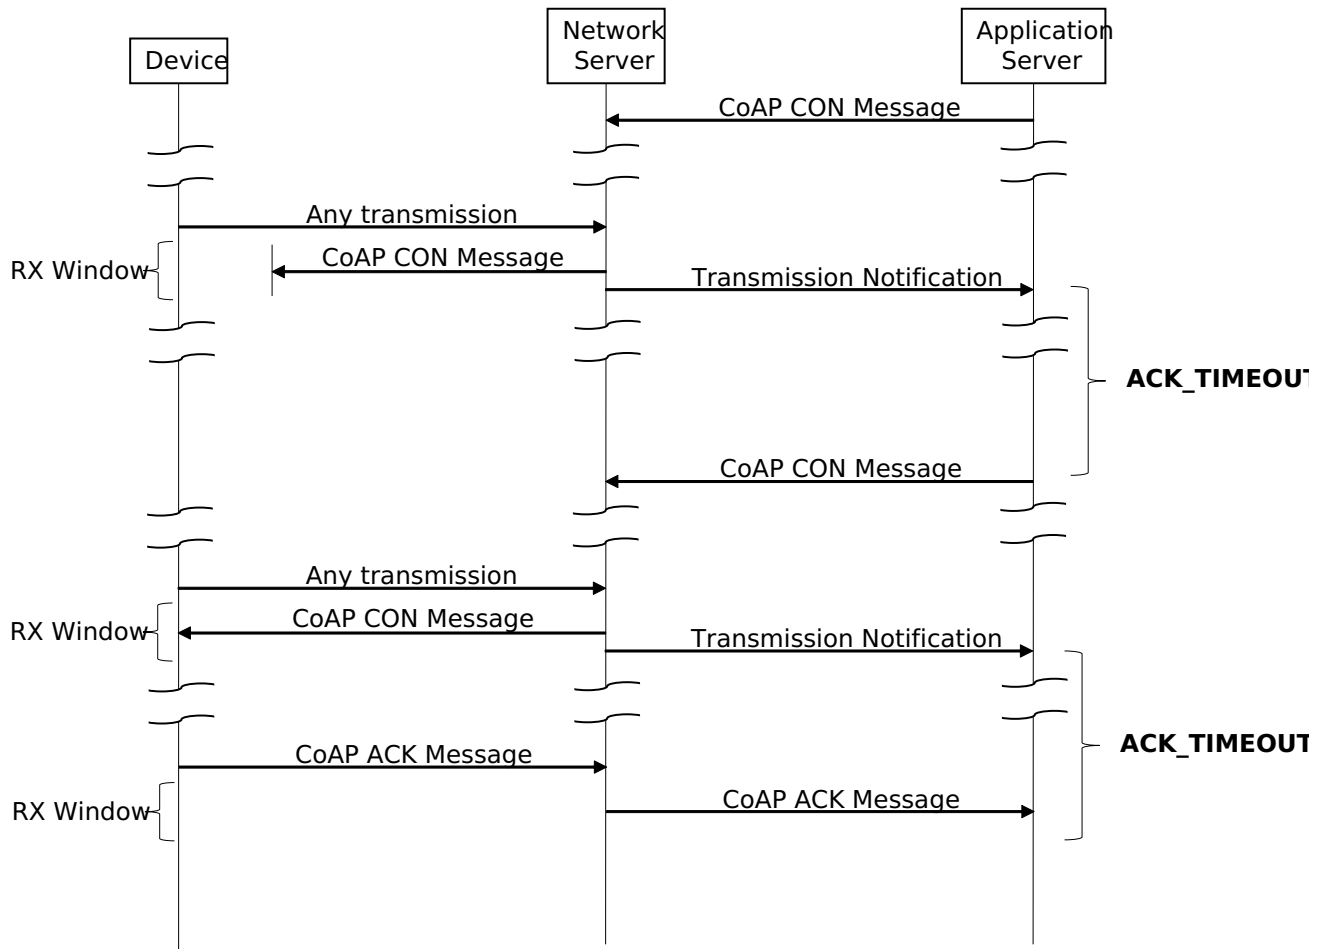 Device
Network
Server
Application
Server
CoAP CON Message
Any transmission
RX Window
CoAP CON Message
Transmission Notification
ACK_TIMEOUT
CoAP CON Message
Any transmission
RX Window
CoAP CON Message
Transmission Notification
ACK_TIMEOUT
CoAP ACK Message
RX Window
CoAP ACK Message